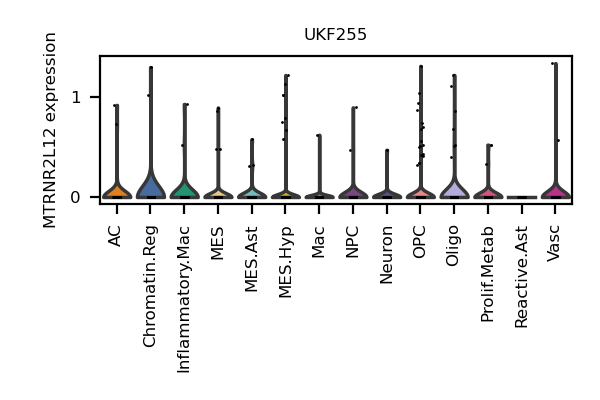 UKF255
MTRNR2L12 expression
1
0
AC
Chromatin.Reg
Inflammatory.Mac
MES
MES.Ast
MES.Hyp
Mac
NPC
Neuron
OPC
Oligo
Prolif.Metab
Reactive.Ast
Vasc